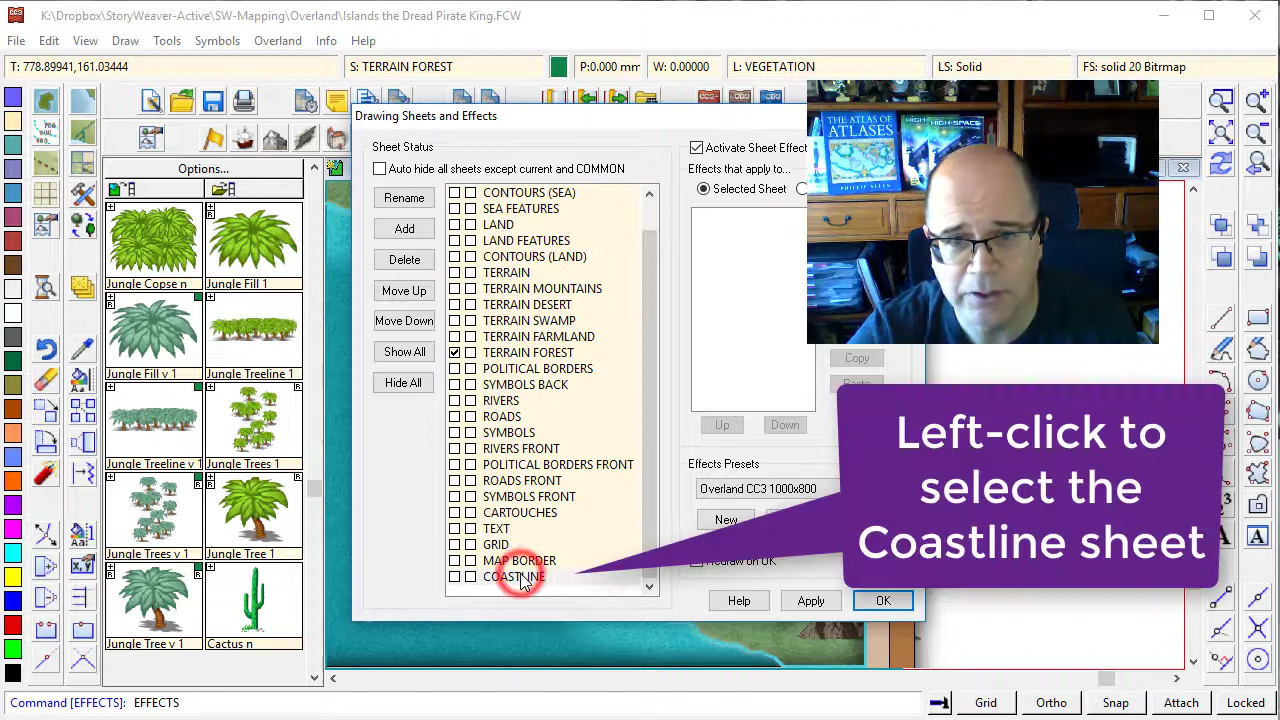 K:\Dropbox\StoryWeaver-Active\SW-Mapping\Overland\Islands the Dread Pirate King.FCW
File Edit View Draw Tools Symbols Overland Info Help
T: 778.89941,161.03444 S: TERRAIN FOREST P:0.000 mm W: 0.00000 L: VEGETATION LS: Solid FS: solid 20 Bitmap
Drawing Sheets and Effects
Sheet Status
Activate Sheet Effect
Auto hide all sheets except current and COMMON
Effects that apply to...
Selected Sheet
Options...
Rename
Add
Delete
Move Up
Move Down
Show All
Hide All
CONTOURS (SEA)
SEA FEATURES
LAND
LAND FEATURES
CONTOURS (LAND)
TERRAIN
TERRAIN MOUNTAINS
TERRAIN DESERT
TERRAIN SWAMP
TERRAIN FARMLAND
TERRAIN FOREST
POLITICAL BORDERS
SYMBOLS BACK
RIVERS
ROADS
SYMBOLS
RIVERS FRONT
POLITICAL BORDERS FRONT
ROADS FRONT
SYMBOLS FRONT
CARTOUCHES
TEXT
GRID
MAP BORDER
COASTLINE
Jungle Copse n Jungle Fill 1
Jungle Fill v 1 Jungle Treeline 1
Jungle Treeline v 1 Jungle Trees 1
Jungle Trees v 1 Jungle Tree 1
Jungle Tree v 1 Cactus n
THE ATLAS OF ATLASES
PHILLIP ALLEN
HIGH-SPACE
Copy
Up Down
Effects Presets
Overland CC3 1000x800
New
Redraw on OK
Help Apply OK
Left-click to
select the
Coastline sheet
Command [EFFECTS]: EFFECTS
Grid Ortho Snap Attach Locked